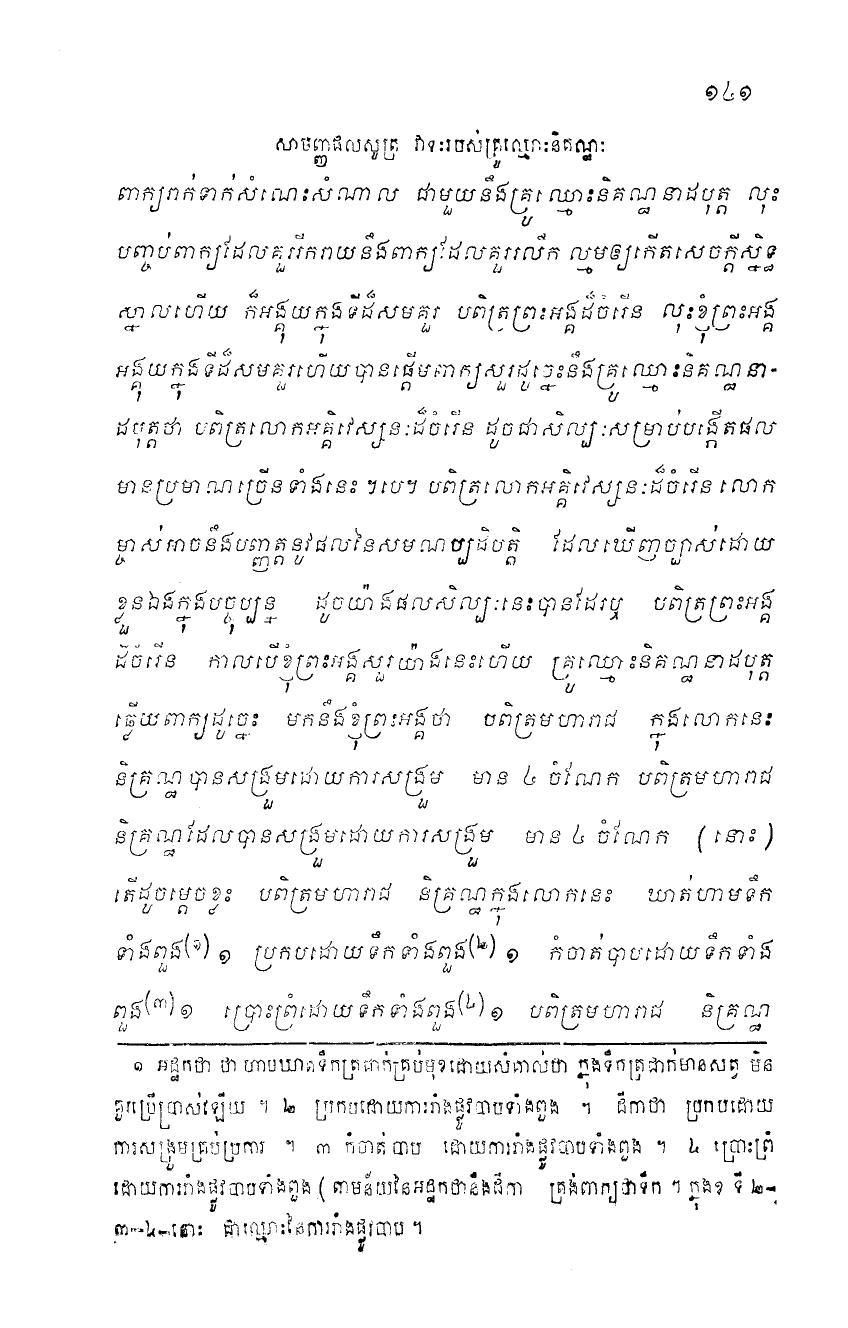 ១៤១
សាមញ្ញផលសូត្រ វាទៈរបស់គ្រូឈ្មោះនិគណ្ឋៈ
ពាក្យរាក់ទាក់សំណេះសំណាល ជាមួយនឹងគ្រូឈ្មោះនិគណ្ឋនាដបុត្ត លុះ
បញ្ចប់ពាក្យដែលគួររីករាយនឹងពាក្យដែលគួររលឹក ល្មមឲ្យកើតសេចក្តីស្និទ្ធ
ស្នាលហើយ ក៏អង្គុយក្នុងទីដ៏សមគួរ បពិត្រព្រះអង្គដ៏ចំរើន លុះខ្ញុំព្រះអង្គ
អង្គុយក្នុងទីដ៏សមគួរហើយបានផ្តើមពាក្យសួរដូច្នេះនឹងគ្រូឈ្មោះនិគណ្ឋនា-
ដបុត្តថា បពិត្រលោកអគ្គិវេស្សនៈដ៏ចំរើន ដូចជាសិល្បៈសម្រាប់បង្កើតផល
មានប្រមាណច្រើនទាំងនេះ ។បេ។ បពិត្រលោកអគ្គិវេស្សនៈដ៏ចំរើន លោក
ម្ចាស់អាចនឹងបញ្ញត្តនូវផលនៃសមណប្បដិបត្តិ ដែលឃើញច្បាស់ដោយ
ខ្លួនឯងក្នុងបច្ចុប្បន្ន ដូចយ៉ាងផលសិល្បៈនេះបានដែរឬ បពិត្រព្រះអង្គ
ដ៏ចំរើន កាលបើខ្ញុំព្រះអង្គសួរយ៉ាងនេះហើយ គ្រូឈ្មោះនិគណ្ឋនាដបុត្ត
ឆ្លើយពាក្យដូច្នេះ មកនឹងខ្ញុំព្រះអង្គថា បពិត្រមហារាជ ក្នុងលោកនេះ
និគ្រណ្ឋបានសង្រួមដោយការសង្រួម មាន ៤ ចំណែក បពិត្រមហារាជ
និគ្រណ្ឋដែលបានសង្រួមដោយការសង្រួម មាន ៤ ចំណែក (នោះ)
តើដូចម្តេចខ្លះ បពិត្រមហារាជ និគ្រណ្ឋក្នុងលោកនេះ ឃាត់ហាមទឹក
ទាំងពួង(១) ១ ប្រកបដោយទឹកទាំងពួង(២) ១ កំចាត់បាបដោយទឹកទាំង
ពួង(៣)១ ប្រោះព្រំដោយទឹកទាំងពួង(៤)១ បពិត្រមហារាជ និគ្រណ្ឋ
១ អដ្ឋកថា ថា ហាមឃាត់ទឹកត្រជាក់គ្រប់មុខដោយសំគាល់ថា ក្នុងទឹកត្រជាក់មានសត្វ មិន
គួរប្រើប្រាស់ឡើយ ។ ២ ប្រកបដោយការរាំងផ្លូវបាបទាំងពួង ។ ដីកាថា ប្រកបដោយ
ការសង្រួមគ្រប់ប្រការ ។ ៣ កំចាត់បាប ដោយការរាំងផ្លូវបាបទាំងពួង ។ ៤ ប្រោះព្រំ
ដោយការរាំងផ្លូវបាបទាំងពួង (តាមន័យនៃអដ្ឋកថានឹងដីកា ត្រង់ពាក្យថាទឹក ។ ក្នុងខ ទី ២-
៣-៤-នោះ ជាឈ្មោះនៃការរាំងផ្លូវបាប ។